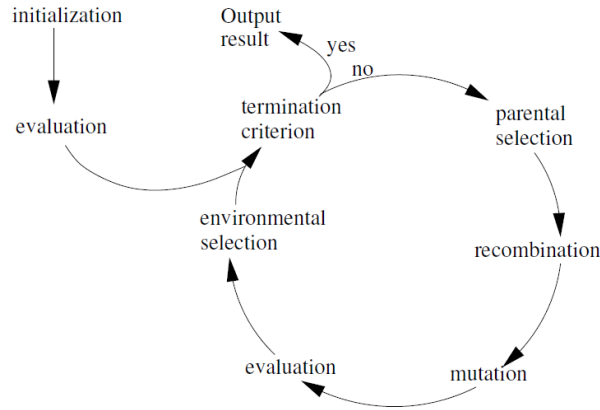 initialization
Output
result
yes
no
evaluation
termination
criterion
parental
selection
environmental
selection
recombination
evaluation
mutation